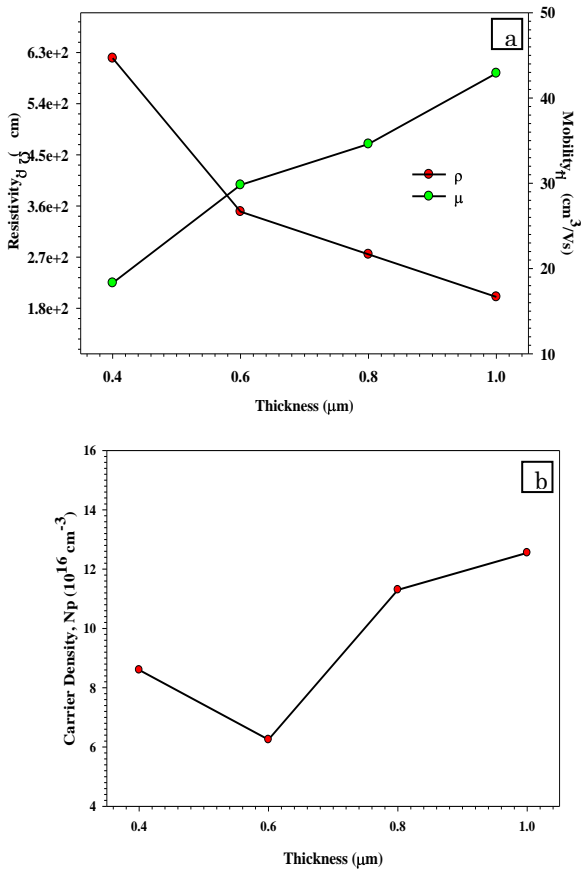 a
50
6.3e+2
5.4e+2
4.5e+2
3.6e+2
2.7e+2
1.8e+2
Resistivity ( cm)
40
30
20
10
Mobility (cm³/Vs)
ρ
μ
0.4 0.6 0.8 1.0
Thickness (μm)
b
16
14
12
10
8
6
4
Carrier Density, Np (10¹⁶ cm⁻³)
0.4 0.6 0.8 1.0
Thickness (μm)